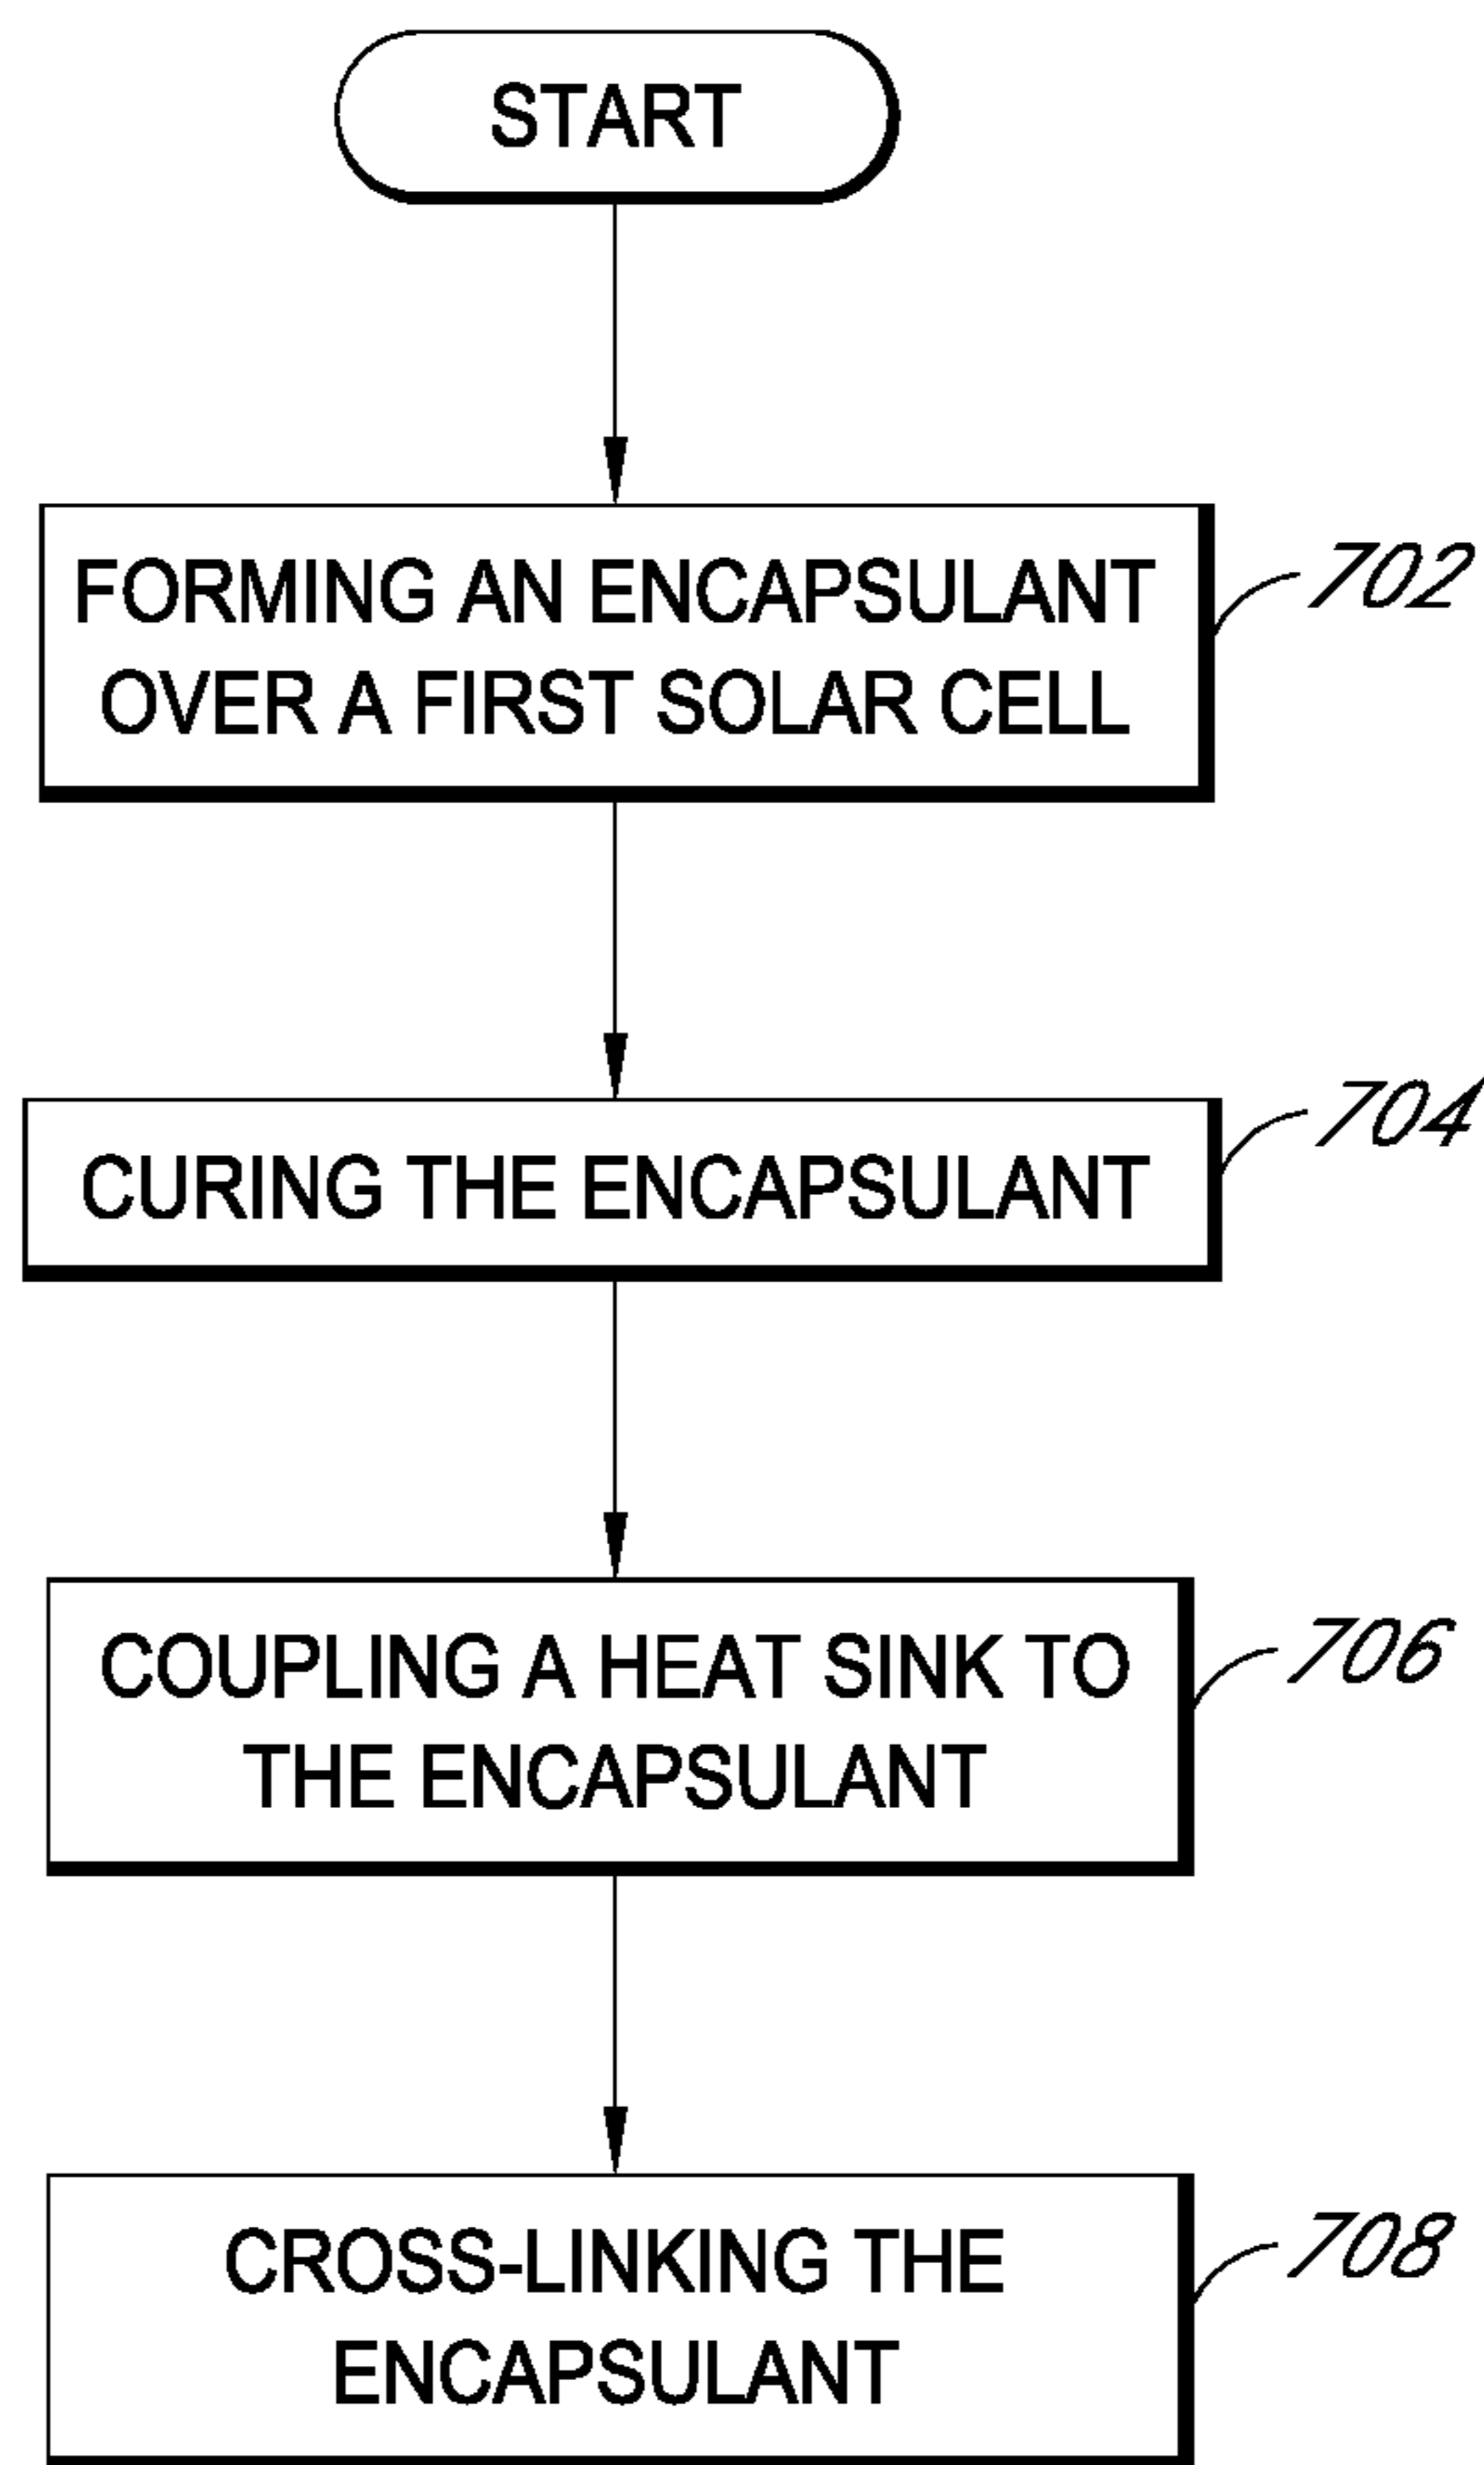 START
FORMING AN ENCAPSULANT
OVER A FIRST SOLAR CELL
702
CURING THE ENCAPSULANT
704
COUPLING A HEAT SINK TO
THE ENCAPSULANT
706
CROSS-LINKING THE
ENCAPSULANT
708